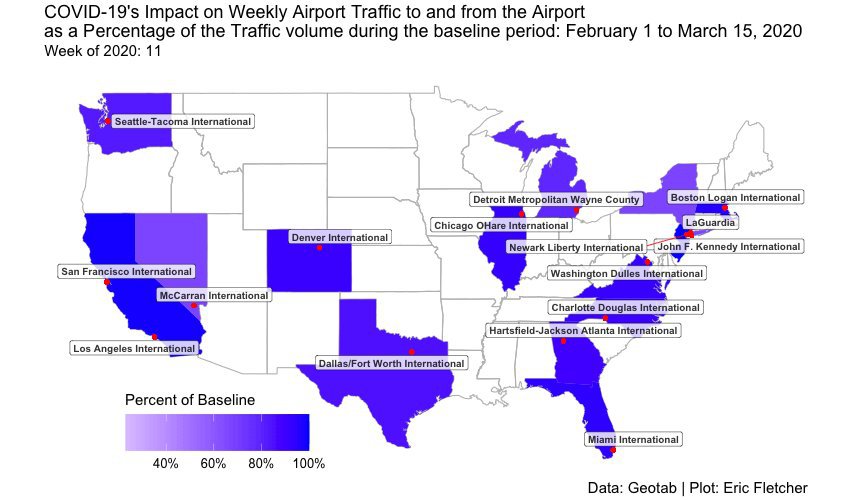 COVID-19's Impact on Weekly Airport Traffic to and from the Airport
as a Percentage of the Traffic volume during the baseline period: February 1 to March 15, 2020
Week of 2020: 11
Seattle-Tacoma International
Detroit Metropolitan Wayne County
Boston Logan International
Chicago OHare International
LaGuardia
Denver International
Newark Liberty International
John F. Kennedy International
San Francisco International
Washington Dulles International
McCarran International
Charlotte Douglas International
Hartsfield-Jackson Atlanta International
Los Angeles International
Dallas/Fort Worth International
Percent of Baseline
40% 60% 80% 100%
Miami International
Data: Geotab | Plot: Eric Fletcher